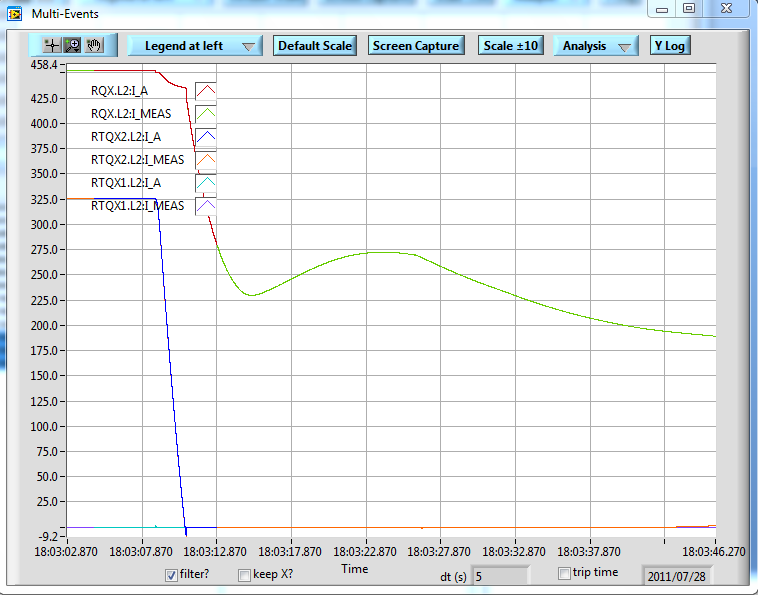 Multi-Events
Legend at left Default Scale Screen Capture Scale ±10 Analysis Y Log
458.4
425.0
400.0
375.0
350.0
325.0
300.0
275.0
250.0
225.0
200.0
175.0
150.0
125.0
100.0
75.0
50.0
25.0
-9.2
RQX.L2:I_A
RQX.L2:I_MEAS
RTQX2.L2:I_A
RTQX2.L2:I_MEAS
RTQX1.L2:I_A
RTQX1.L2:I_MEAS
18:03:02.870 18:03:07.870 18:03:12.870 18:03:17.870 18:03:22.870 18:03:27.870 18:03:32.870 18:03:37.870 18:03:46.270
Time
filter? keep X? dt (s) 5 trip time 2011/07/28